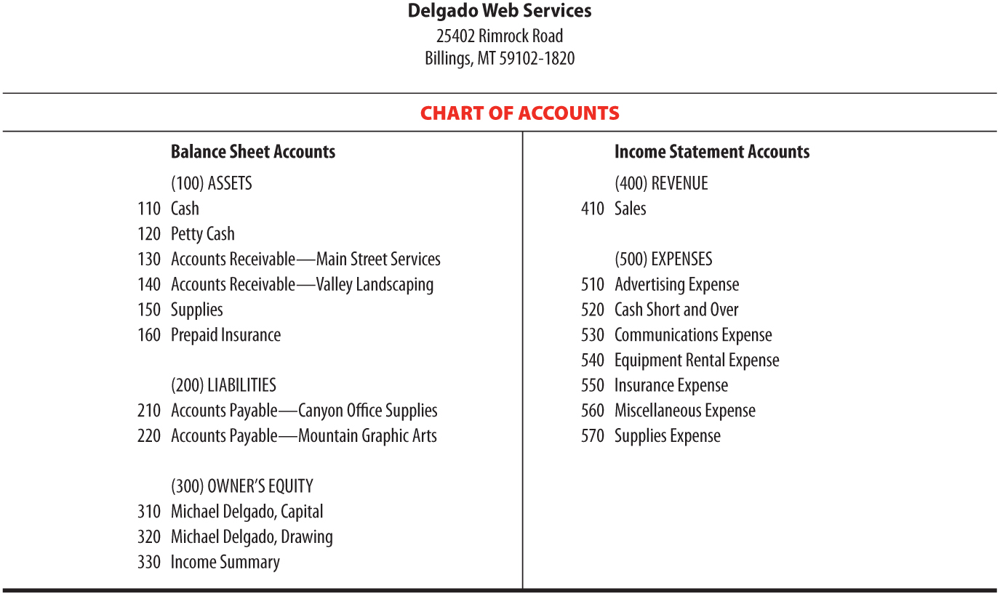 Delgado Web Services
25402 Rimrock Road
Billings, MT 59102-1820
CHART OF ACCOUNTS
Balance Sheet Accounts
(100) ASSETS
110 Cash
120 Petty Cash
130 Accounts Receivable—Main Street Services
140 Accounts Receivable—Valley Landscaping
150 Supplies
160 Prepaid Insurance
(200) LIABILITIES
210 Accounts Payable—Canyon Office Supplies
220 Accounts Payable—Mountain Graphic Arts
(300) OWNER’S EQUITY
310 Michael Delgado, Capital
320 Michael Delgado, Drawing
330 Income Summary
Income Statement Accounts
(400) REVENUE
410 Sales
(500) EXPENSES
510 Advertising Expense
520 Cash Short and Over
530 Communications Expense
540 Equipment Rental Expense
550 Insurance Expense
560 Miscellaneous Expense
570 Supplies Expense